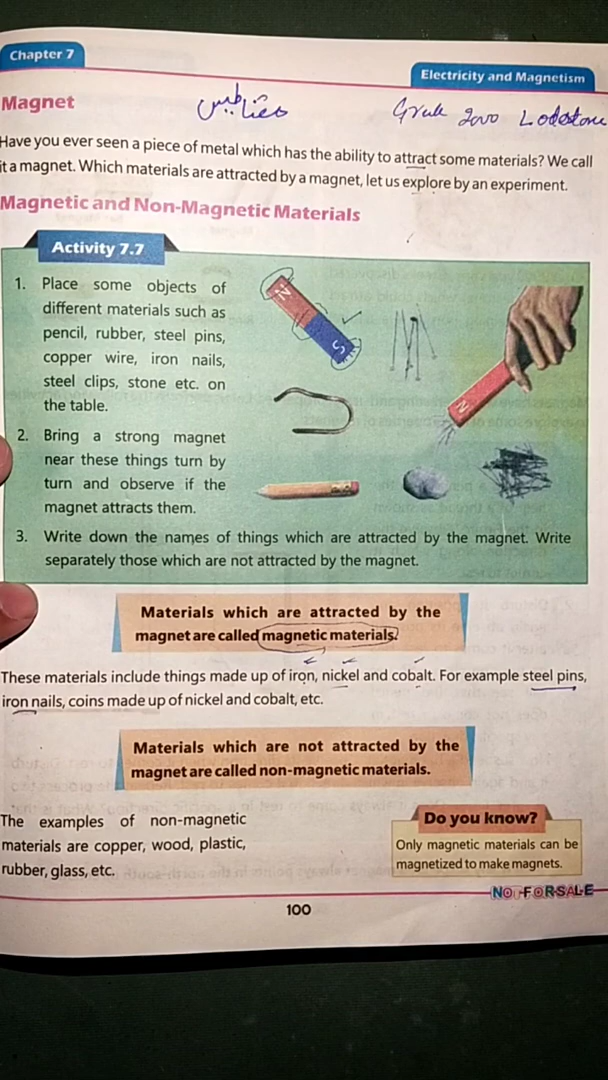 Chapter 7
Electricity and Magnetism
Magnet
مقناطیس
Greek 2000 Lodestone
Have you ever seen a piece of metal which has the ability to attract some materials? We call
it a magnet. Which materials are attracted by a magnet, let us explore by an experiment.
Magnetic and Non-Magnetic Materials
Activity 7.7
1. Place some objects of
different materials such as
pencil, rubber, steel pins,
copper wire, iron nails,
steel clips, stone etc. on
the table.
2. Bring a strong magnet
near these things turn by
turn and observe if the
magnet attracts them.
N
S
N
3. Write down the names of things which are attracted by the magnet. Write
separately those which are not attracted by the magnet.
Materials which are attracted by the
magnet are called magnetic materials.
These materials include things made up of iron, nickel and cobalt. For example steel pins,
iron nails, coins made up of nickel and cobalt, etc.
Materials which are not attracted by the
magnet are called non-magnetic materials.
The examples of non-magnetic
materials are copper, wood, plastic,
rubber, glass, etc.
Do you know?
Only magnetic materials can be
magnetized to make magnets.
NOT FOR SALE
100